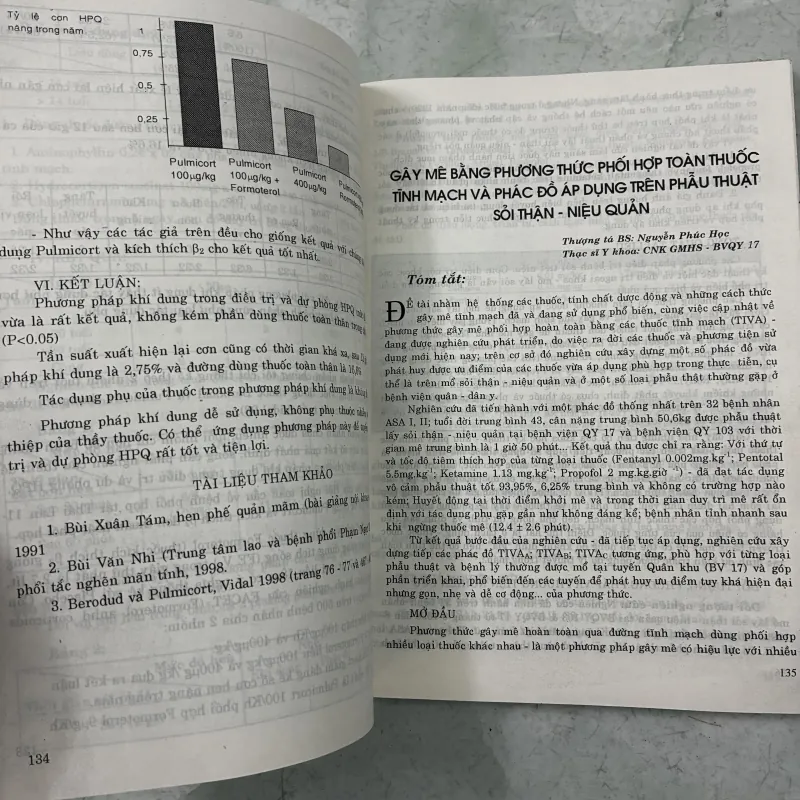 Tỷ lệ cơn HPQ
nặng trong năm
1
0,75
0,5
0,25
Pulmicort
100µg/kg
Pulmicort
100µg/kg +
Formoterol
Pulmicort
400µg/kg
- Như vậy các tác giả trên đều cho giống kết quả với
dụng Pulmicort và kích thích β2 cho kết quả tốt nhất.
VI. KẾT LUẬN:
Phương pháp khí dung trong điều trị và dự phòng HPQ
vừa là rất kết quả, không kém phần dùng thuốc toàn thân
(P<0.05)
Tần suất xuất hiện lại cơn cũng có thời gian khá xa,
pháp khí dung là 2,75% và đường dùng thuốc toàn thân là
Tác dụng phụ của thuốc trong phương pháp khí dung là
Phương pháp khí dung dễ sử dụng, không phụ thuộc
thiệp của thầy thuốc. Có thể ứng dụng phương pháp này để
trị và dự phòng HPQ rất tốt và tiện lợi.
TÀI LIỆU THAM KHẢO
1. Bùi Xuân Tám, hen phế quản mãm (bài giảng
1991
2. Bùi Văn Nhi (Trung tâm lao và bệnh phổi Phạm
phổi tắc nghẽn mãn tính, 1998.
3. Berodud và Pulmicort, Vidal 1998 (trang 76 - 77 và
134
GÂY MÊ BẰNG PHƯƠNG THỨC PHỐI HỢP TOÀN THUỐC
TĨNH MẠCH VÀ PHÁC ĐỒ ÁP DỤNG TRÊN PHẪU THUẬT
SỎI THẬN - NIỆU QUẢN
Thượng tá BS: Nguyễn Phúc Học
Thạc sĩ Y khoa: CNK GMHS - BVQY 17
Tóm tắt:
ĐỀ tài nhằm hệ thống các thuốc, tính chất dược động và những cách thức
gây mê tĩnh mạch đã và đang sử dụng phổ biến, cùng việc cập nhật về
phương thức gây mê phối hợp hoàn toàn bằng các thuốc tĩnh mạch (TIVA) -
đang được nghiên cứu phát triển, do việc ra đời các thuốc và phương tiện sử
dụng mới hiện nay; trên cơ sở đó nghiên cứu xây dựng một số phác đồ vừa
phát huy được ưu điểm của các thuốc vừa áp dụng phù hợp trong thực tiễn, cụ
thể là trên mổ sỏi thận - niệu quản và ở một số loại phẫu thật thường gặp ở
bệnh viện quân - dân y.
Nghiên cứu đã tiến hành với một phác đồ thống nhất trên 32 bệnh nhân
ASA I, II; tuổi đời trung bình 43, cân nặng trung bình 50,6kg được phẫu thuật
lấy sỏi thận - niệu quản tại bệnh viện QY 17 và bệnh viện QY 103 với thời
gian mê trung bình là 1 giờ 50 phút... Kết quả thu được chỉ ra rằng: Với thứ tự
và tốc độ tiêm thích hợp của từng loại thuốc (Fentanyl 0.002mg.kg-1; Pentotal
5.5mg.kg-1; Ketamine 1.13 mg.kg-1; Propofol 2 mg.kg.giờ -1) - đã đạt tác dụng
vô cảm phẫu thuật tốt 93,95%, 6,25% trung bình và không có trường hợp nào
kém; Huyết động tại thời điểm khởi mê và trong thời gian duy trì mê rất ổn
định với tác dụng phụ gặp gần như không đáng kể; bệnh nhân tỉnh nhanh sau
khi ngừng thuốc mê (12,4 ± 2.6 phút).
Từ kết quả bước đầu của nghiên cứu - đã tiếp tục áp dụng, nghiên cứu xây
dựng tiếp các phác đồ TIVAA; TIVAB; TIVAC tương ứng, phù hợp với từng loại
phẫu thuật và bệnh lý thường được mổ tại tuyến Quân khu (BV 17) và góp
phần triển khai, phổ biến đến các tuyến để phát huy ưu điểm tuy khá hiện đại
nhưng gọn, nhẹ và dễ cơ động... của phương thức.
MỞ ĐẦU
Phương thức gây mê hoàn toàn qua đường tĩnh mạch dùng phối hợp
nhiều loại thuốc khác nhau - là một phương pháp gây mê có hiệu lực với nhiều
135